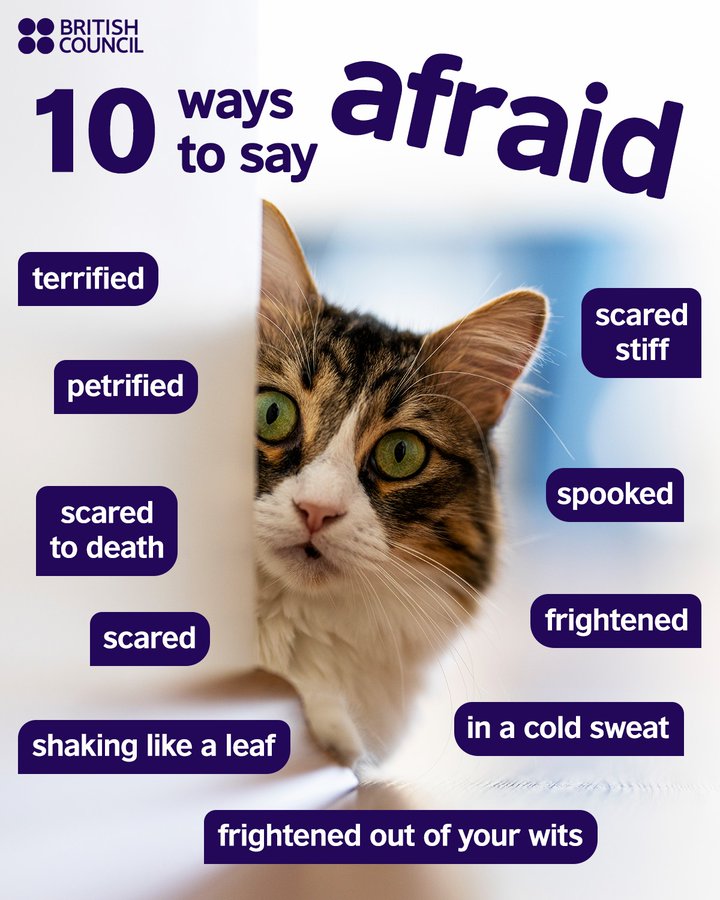 BRITISH
COUNCIL
10 ways
to say
afraid
terrified
scared
stiff
petrified
spooked
scared
to death
frightened
scared
in a cold sweat
shaking like a leaf
frightened out of your wits